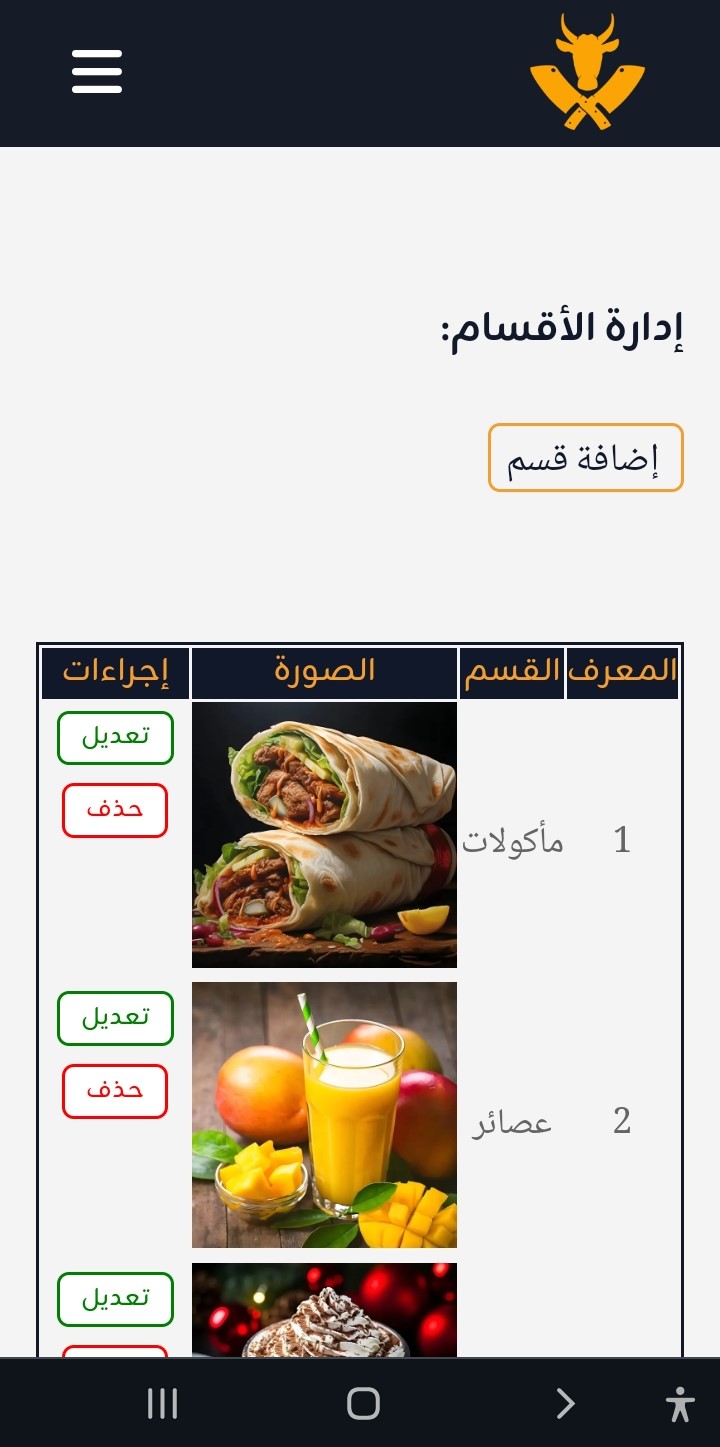 إدارة الأقسام:
إضافة قسم
المعرف القسم الصورة إجراءات
1 مأكولات تعديل
حذف
2 عصائر تعديل
حذف
تعديل